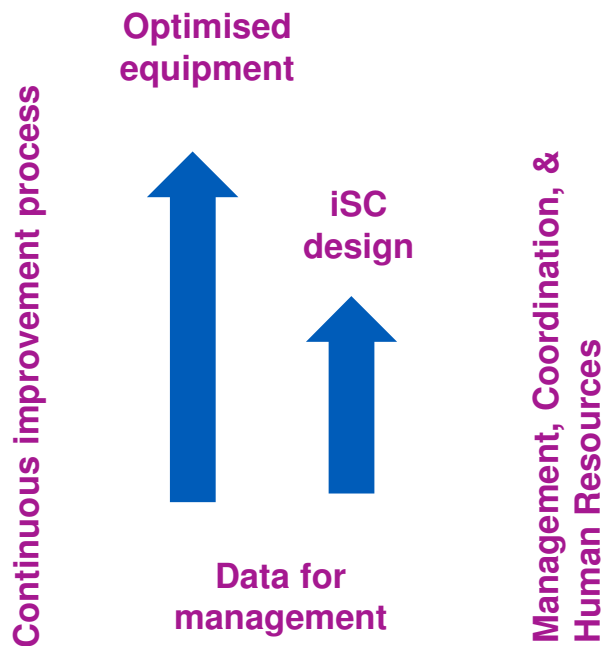 Optimised
equipment
Continuous improvement process
iSC
design
Management, Coordination, &
Human Resources
Data for
management